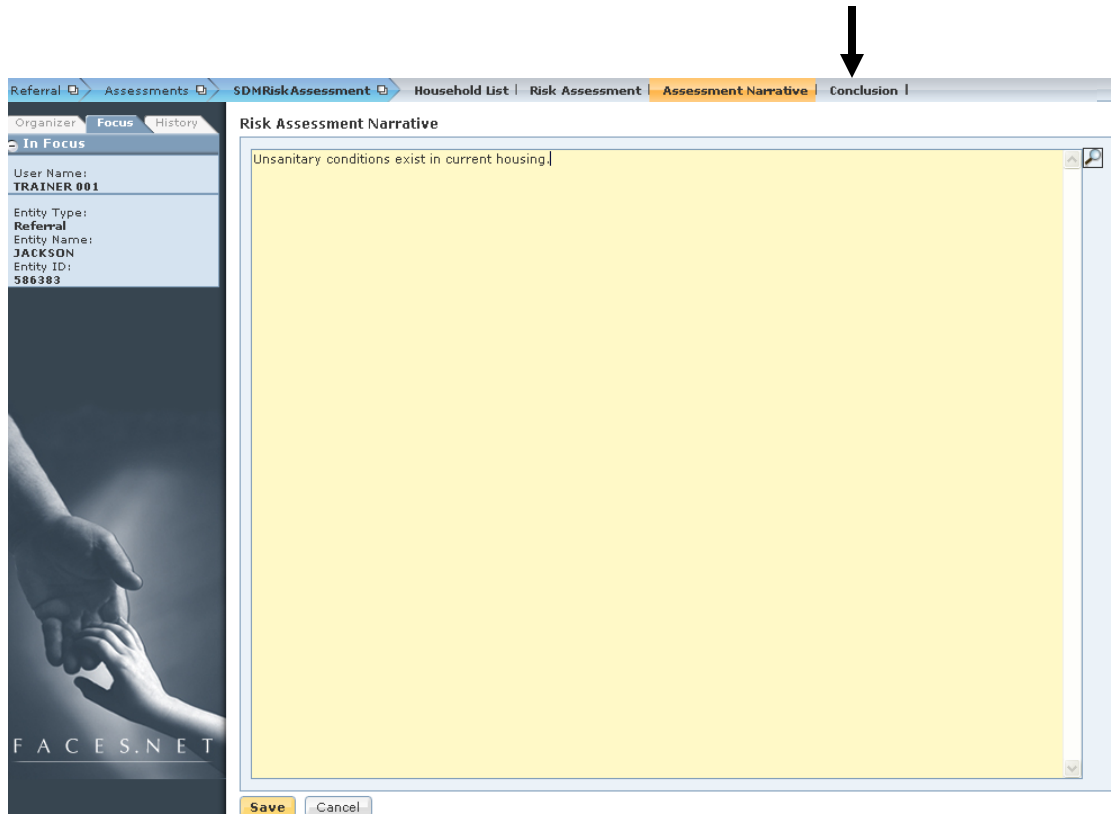 Referral Assessments SDMRiskAssessment Household List | Risk Assessment | Assessment Narrative | Conclusion |
Organizer Focus History
In Focus
User Name:
TRAINER 001
Entity Type:
Referral
Entity Name:
JACKSON
Entity ID:
586383
FACES.NET
Risk Assessment Narrative
Unsanitary conditions exist in current housing.
Save Cancel